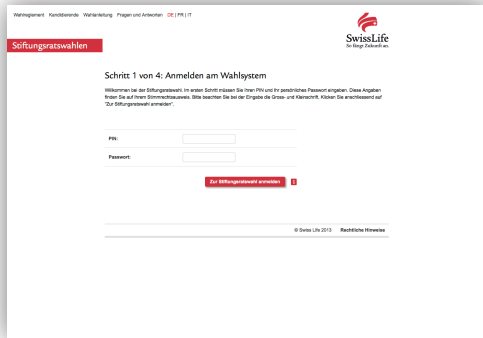 Wahlreglement Kandidierende Wahlanleitung Fragen und Antworten DE | FR | IT
SwissLife
So fängt Zukunft an.
Stiftungsratswahlen
Schritt 1 von 4: Anmelden am Wahlsystem
Willkommen bei der Stiftungsratswahl. Im ersten Schritt müssen Sie Ihren PIN und Ihr persönliches Passwort eingeben. Diese Angaben
finden Sie auf Ihrem Stimmrechtsausweis. Bitte beachten Sie bei der Eingabe die Gross- und Kleinschrift. Klicken Sie anschliessend auf
"Zur Stiftungsratswahl anmelden".
PIN:
Passwort:
Zur Stiftungsratswahl anmelden
© Swiss Life 2013 Rechtliche Hinweise